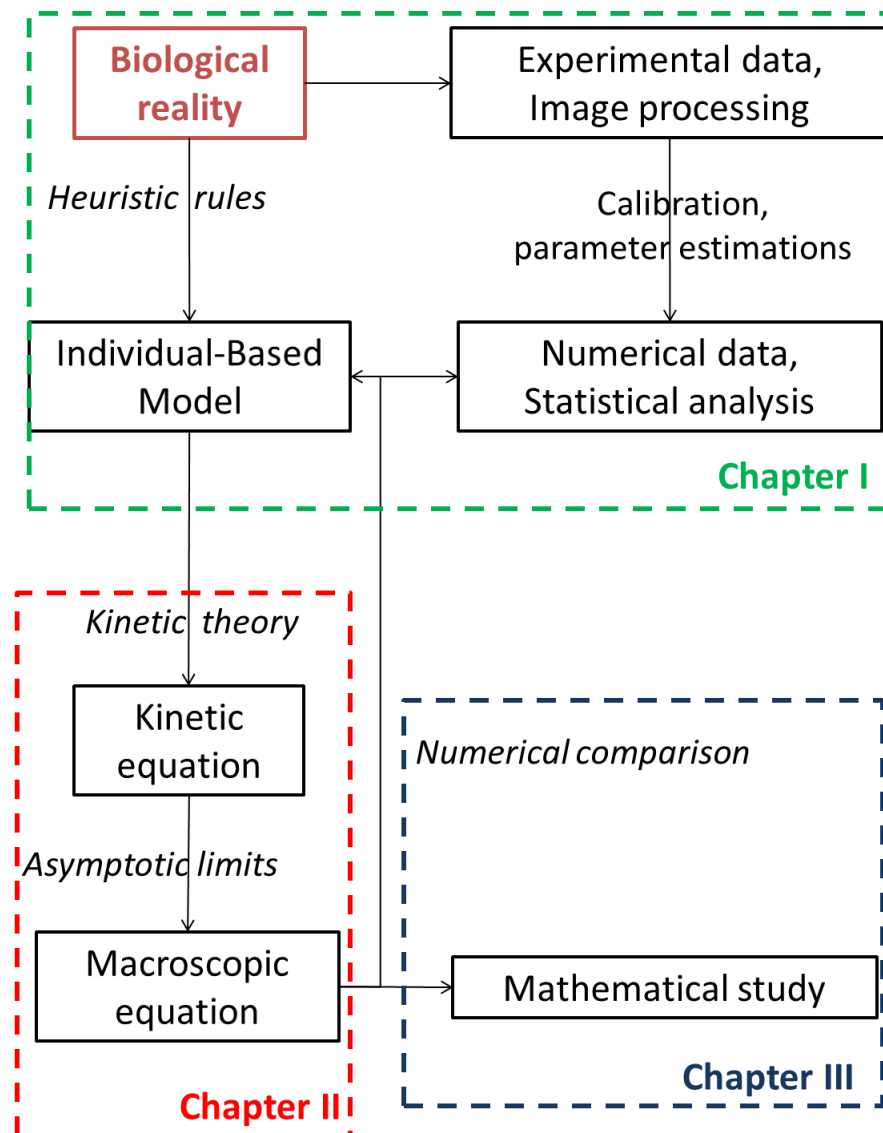 Biological
reality
Experimental data,
Image processing
Heuristic rules
Calibration,
parameter estimations
Individual-Based
Model
Numerical data,
Statistical analysis
Chapter I
Kinetic theory
Kinetic
equation
Numerical comparison
Asymptotic limits
Macroscopic
equation
Mathematical study
Chapter III
Chapter II